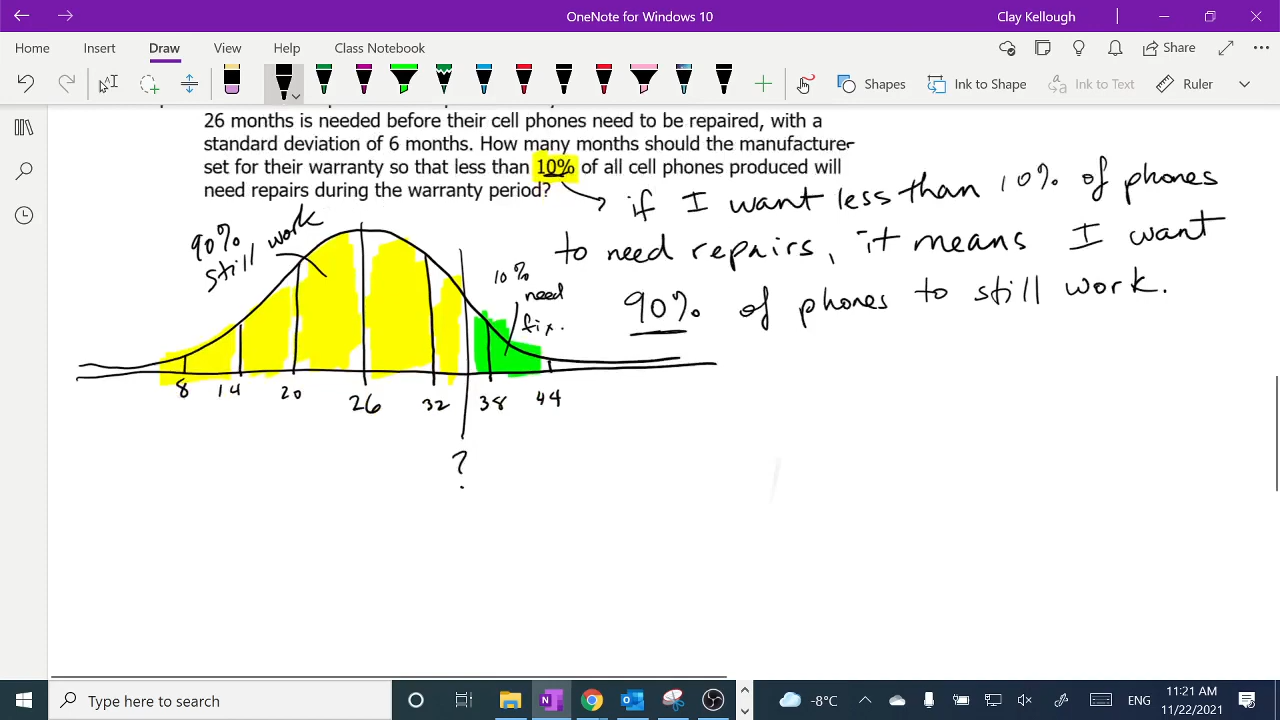 OneNote for Windows 10
Clay Kellough
Home Insert Draw View Help Class Notebook
Share
Shapes Ink to Shape Ink to Text Ruler
26 months is needed before their cell phones need to be repaired, with a
standard deviation of 6 months. How many months should the manufacture
set for their warranty so that less than 10% of all cell phones produced will
need repairs during the warranty period?
if I want less than 10% of phones
to need repairs, it means I want
90% of phones to still work.
90%
still work
10%
need
fix.
8 14 20 26 32 38 44
?
Type here to search
-8°C
ENG
11:21 AM
11/22/2021